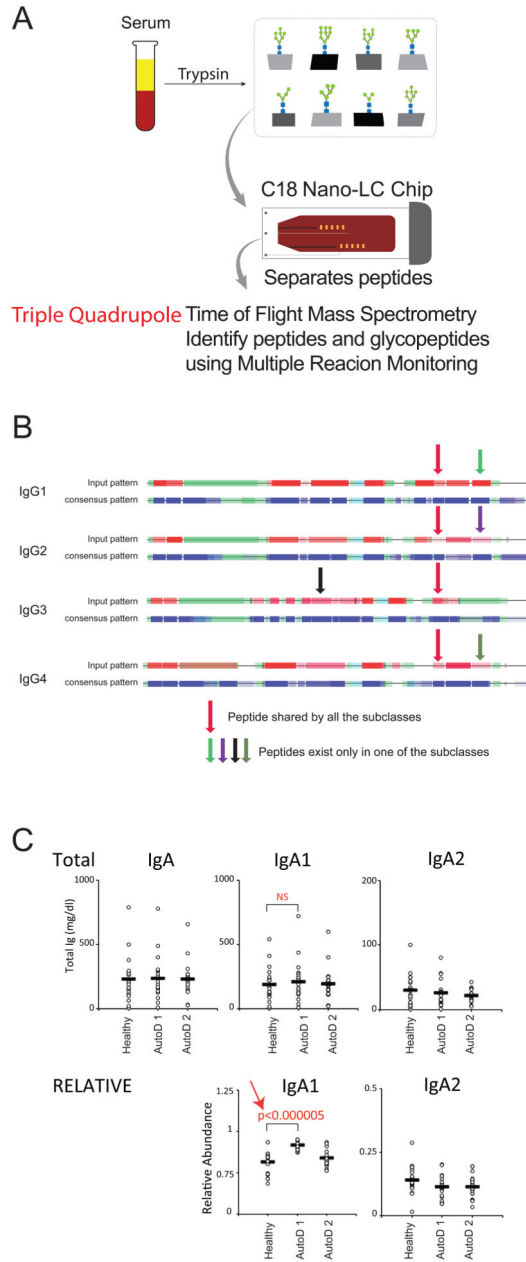 A
Serum
Trypsin
C18 Nano-LC Chip
Separates peptides
Triple Quadrupole Time of Flight Mass Spectrometry
Identify peptides and glycopeptides
using Multiple Reacion Monitoring
B
IgG1
Input pattern
consensus pattern
IgG2
Input pattern
consensus pattern
IgG3
Input pattern
consensus pattern
IgG4
Input pattern
consensus pattern
Peptide shared by all the subclasses
Peptides exist only in one of the subclasses
C
Total IgA IgA1 IgA2
Total Ig (mg/dl)
1000
500
0
Healthy
AutoD 1
AutoD 2
1000
500
0
NS
Healthy
AutoD 1
AutoD 2
200
100
0
Healthy
AutoD 1
AutoD 2
RELATIVE IgA1 IgA2
Relative Abundance
1.25
1
0.75
0
p<0.000005
Healthy
AutoD 1
AutoD 2
0.5
0.25
0
Healthy
AutoD 1
AutoD 2